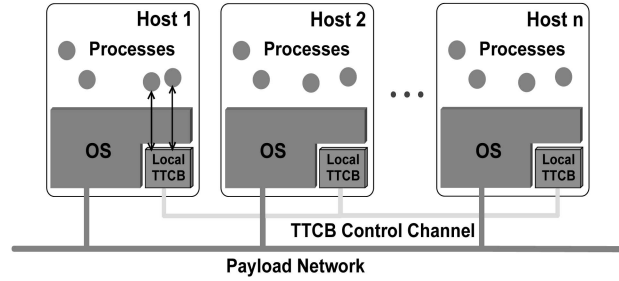 Host 1
Processes
OS
Local
TTCB
Host 2
Processes
OS
Local
TTCB
Host n
Processes
OS
Local
TTCB
TTCB Control Channel
Payload Network